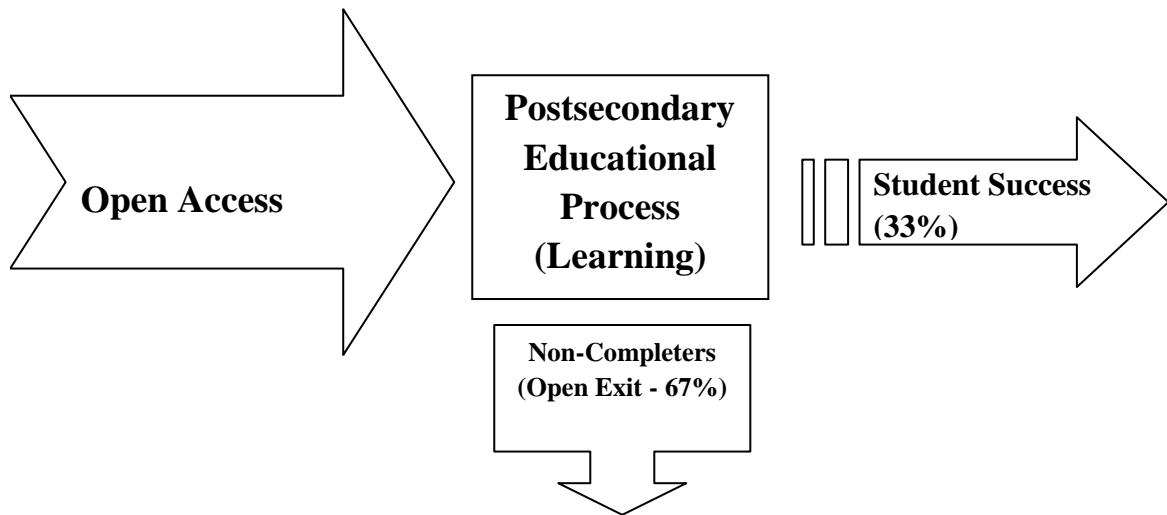 Open Access
Postsecondary
Educational
Process
(Learning)
Student Success
(33%)
Non-Completers
(Open Exit - 67%)